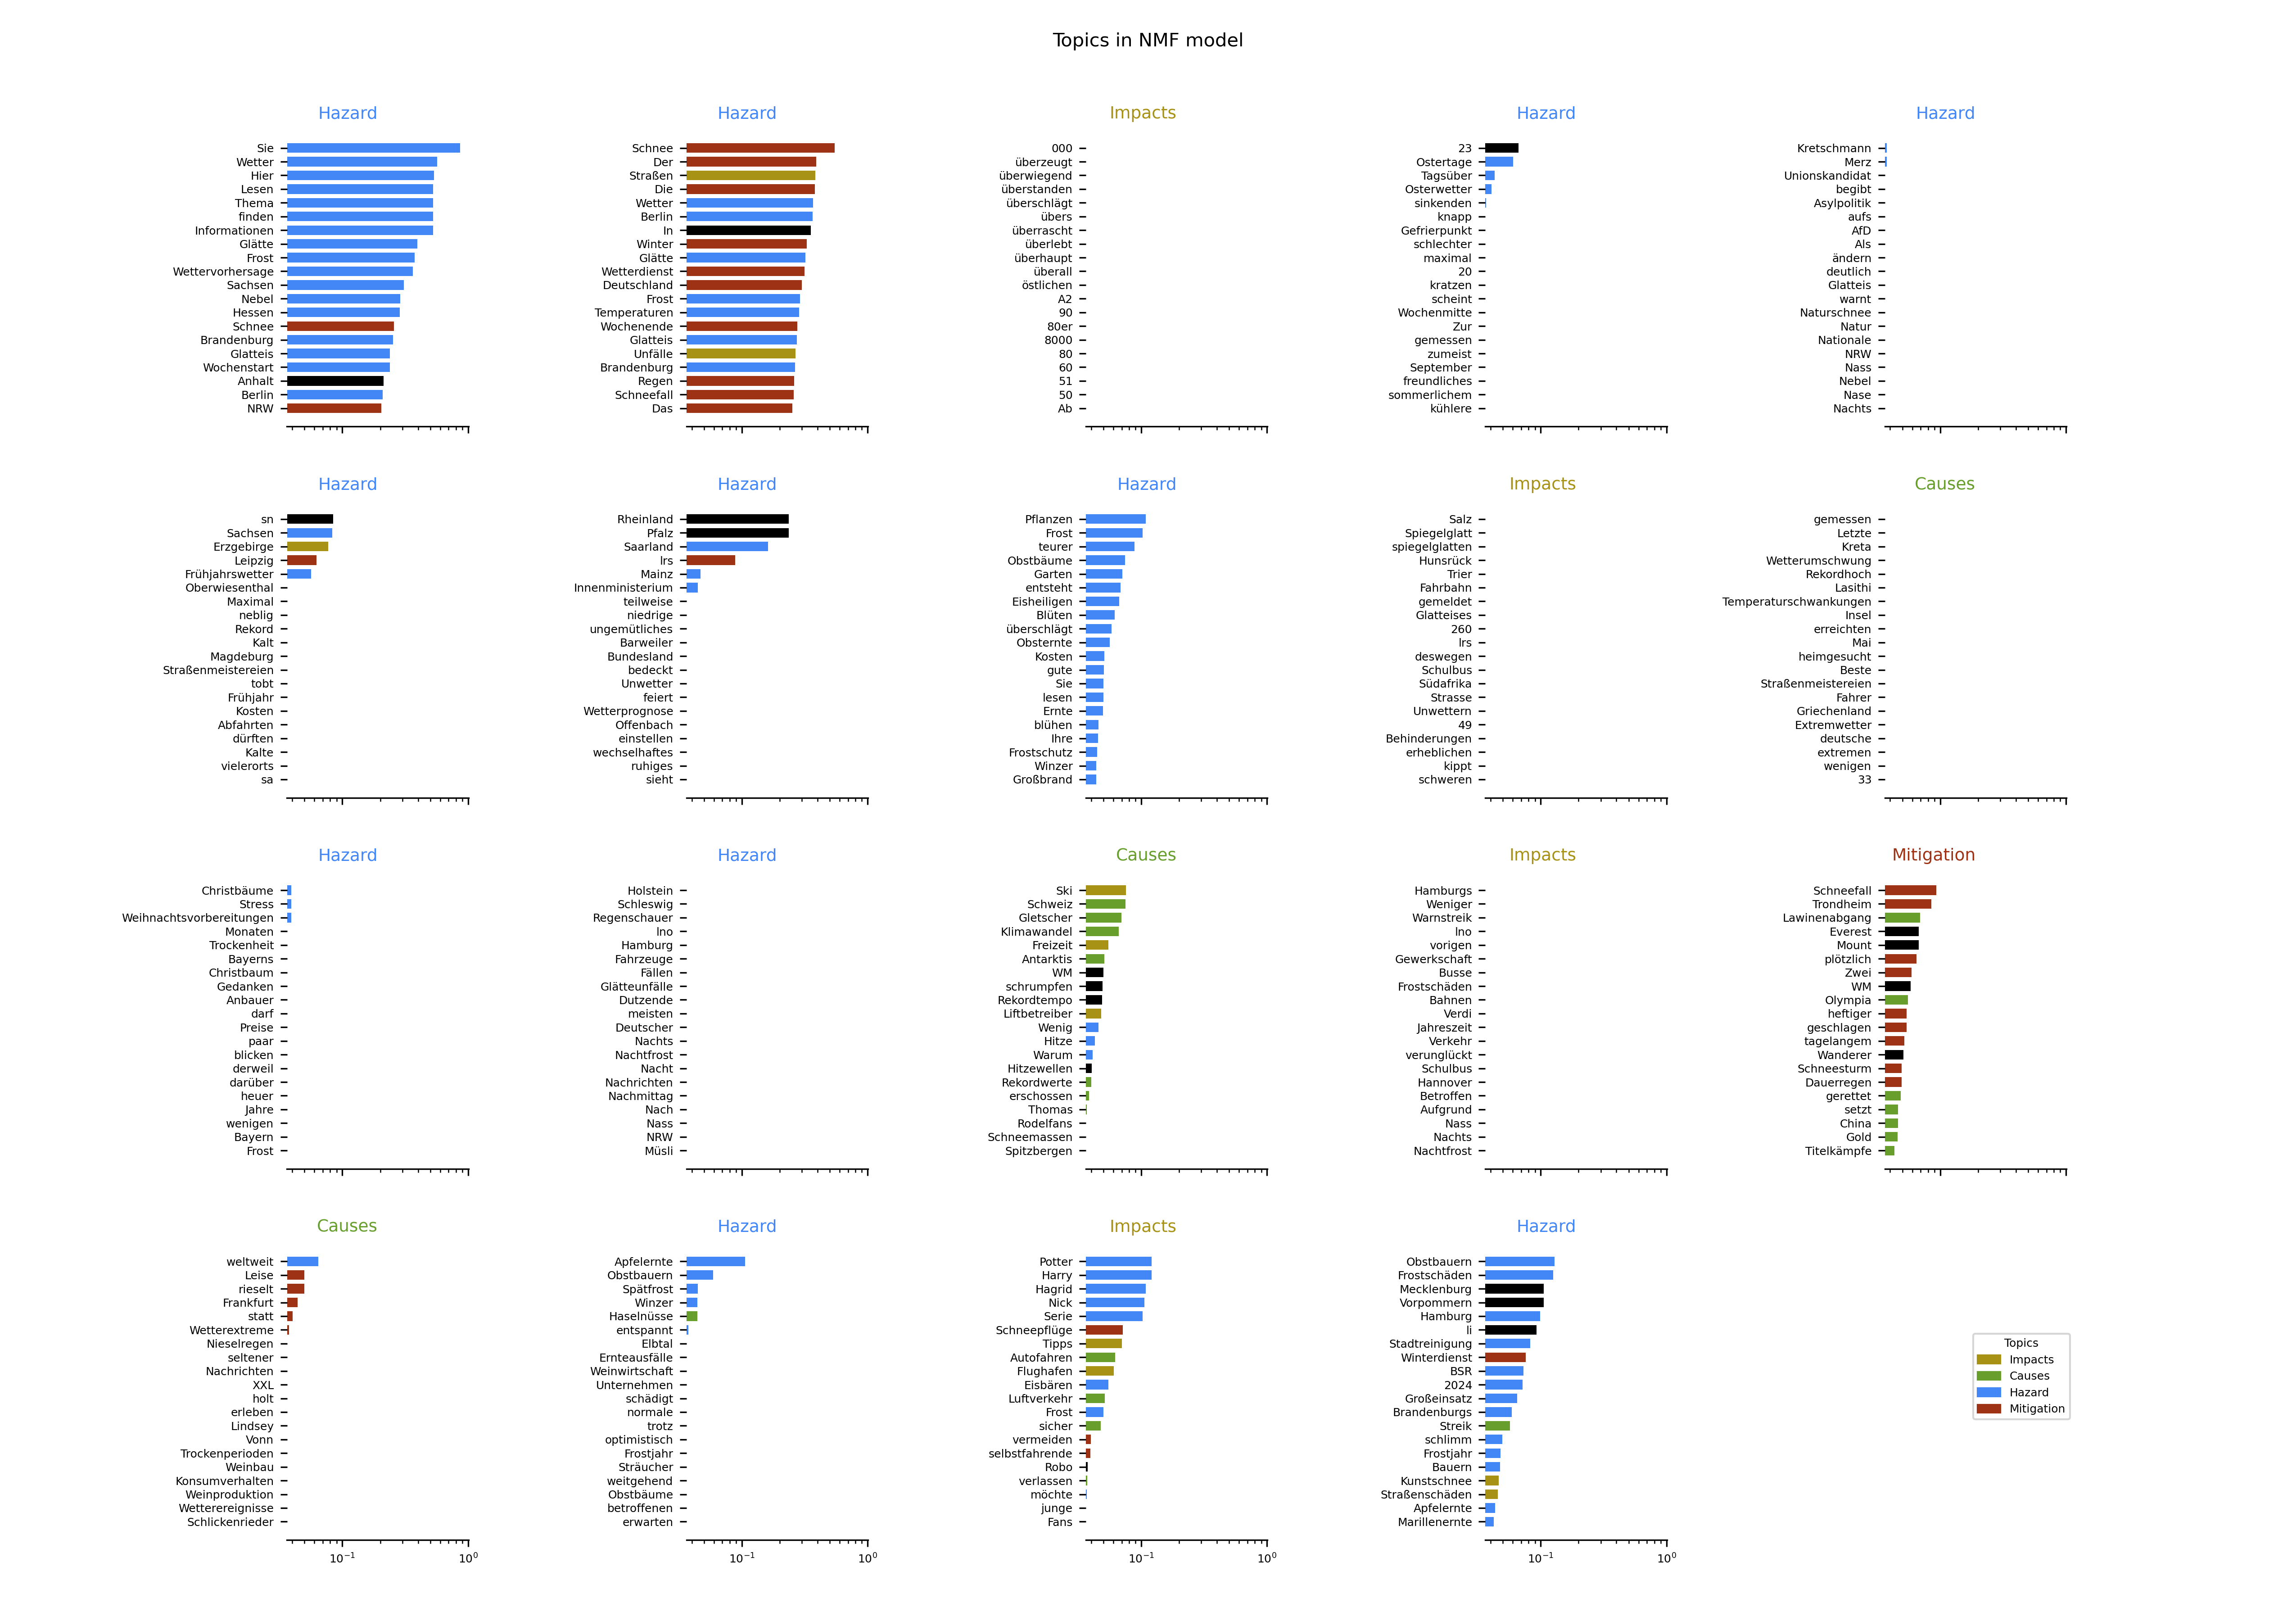 Topics in NMF model
Hazard
Sie
Wetter
Hier
Lesen
Thema
finden
Informationen
Glätte
Frost
Wettervorhersage
Sachsen
Nebel
Hessen
Schnee
Brandenburg
Glatteis
Wochenstart
Anhalt
Berlin
NRW
Hazard
Schnee
Der
Straßen
Die
Wetter
Berlin
In
Winter
Glätte
Wetterdienst
Deutschland
Frost
Temperaturen
Wochenende
Glatteis
Unfälle
Brandenburg
Regen
Schneefall
Das
Impacts
000
überzeugt
überwiegend
überstanden
überschlägt
übers
überrascht
überlebt
überhaupt
überall
östlichen
A2
90
80er
8000
80
60
51
50
Ab
Hazard
23
Ostertage
Tagsüber
Osterwetter
sinkenden
knapp
Gefrierpunkt
schlechter
maximal
20
kratzen
scheint
Wochenmitte
Zur
gemessen
zumeist
September
freundliches
sommerlichem
kühlere
Hazard
Kretschmann
Merz
Unionskandidat
begibt
Asylpolitik
aufs
AfD
Als
ändern
deutlich
Glatteis
warnt
Naturschnee
Natur
Nationale
NRW
Nass
Nebel
Nase
Nachts
Hazard
sn
Sachsen
Erzgebirge
Leipzig
Frühjahrswetter
Oberwiesenthal
Maximal
neblig
Rekord
Kalt
Magdeburg
Straßenmeistereien
tobt
Frühjahr
Kosten
Abfahrten
dürften
Kalte
vielerorts
sa
Hazard
Rheinland
Pfalz
Saarland
lrs
Mainz
Innenministerium
teilweise
niedrige
ungemütliches
Barweiler
Bundesland
bedeckt
Unwetter
feiert
Wetterprognose
Offenbach
einstellen
wechselhaftes
ruhiges
sieht
Hazard
Pflanzen
Frost
teurer
Obstbäume
Garten
entsteht
Eisheiligen
Blüten
überschlägt
Obsternte
Kosten
gute
Sie
lesen
Ernte
blühen
Ihre
Frostschutz
Winzer
Großbrand
Impacts
Salz
Spiegelglatt
spiegelglatten
Hunsrück
Trier
Fahrbahn
gemeldet
Glatteises
260
lrs
deswegen
Schulbus
Südafrika
Strasse
Unwettern
49
Behinderungen
erheblichen
kippt
schweren
Causes
gemessen
Letzte
Kreta
Wetterumschwung
Rekordhoch
Lasithi
Temperaturschwankungen
Insel
erreichten
Mai
heimgesucht
Beste
Straßenmeistereien
Fahrer
Griechenland
Extremwetter
deutsche
extremen
wenigen
33
Hazard
Christbäume
Stress
Weihnachtsvorbereitungen
Monaten
Trockenheit
Bayerns
Christbaum
Gedanken
Anbauer
darf
Preise
paar
blicken
derweil
darüber
heuer
Jahre
wenigen
Bayern
Frost
Hazard
Holstein
Schleswig
Regenschauer
lno
Hamburg
Fahrzeuge
Fällen
Glätteunfälle
Dutzende
meisten
Deutscher
Nachts
Nachtfrost
Nacht
Nachrichten
Nachmittag
Nach
Nass
NRW
Müsli
Causes
Ski
Schweiz
Gletscher
Klimawandel
Freizeit
Antarktis
WM
schrumpfen
Rekordtempo
Liftbetreiber
Wenig
Hitze
Warum
Hitzewellen
Rekordwerte
erschossen
Thomas
Rodelfans
Schneemassen
Spitzbergen
Impacts
Hamburgs
Weniger
Warnstreik
lno
vorigen
Gewerkschaft
Busse
Frostschäden
Bahnen
Verdi
Jahreszeit
Verkehr
verunglückt
Schulbus
Hannover
Betroffen
Aufgrund
Nass
Nachts
Nachtfrost
Mitigation
Schneefall
Trondheim
Lawinenabgang
Everest
Mount
plötzlich
Zwei
WM
Olympia
heftiger
geschlagen
tagelangem
Wanderer
Schneesturm
Dauerregen
gerettet
setzt
China
Gold
Titelkämpfe
Causes
weltweit
Leise
rieselt
Frankfurt
statt
Wetterextreme
Nieselregen
seltener
Nachrichten
XXL
holt
erleben
Lindsey
Vonn
Trockenperioden
Weinbau
Konsumverhalten
Weinproduktion
Wetterereignisse
Schlickenrieder
10⁻¹ 10⁰
Hazard
Apfelernte
Obstbauern
Spätfrost
Winzer
Haselnüsse
entspannt
Elbtal
Ernteausfälle
Weinwirtschaft
Unternehmen
schädigt
normale
trotz
optimistisch
Frostjahr
Sträucher
weitgehend
Obstbäume
betroffenen
erwarten
10⁻¹ 10⁰
Impacts
Potter
Harry
Hagrid
Nick
Serie
Schneepflüge
Tipps
Autofahren
Flughafen
Eisbären
Luftverkehr
Frost
sicher
vermeiden
selbstfahrende
Robo
verlassen
möchte
junge
Fans
10⁻¹ 10⁰
Hazard
Obstbauern
Frostschäden
Mecklenburg
Vorpommern
Hamburg
li
Stadtreinigung
Winterdienst
BSR
2024
Großeinsatz
Brandenburgs
Streik
schlimm
Frostjahr
Bauern
Kunstschnee
Straßenschäden
Apfelernte
Marillenernte
10⁻¹ 10⁰
Topics
Impacts
Causes
Hazard
Mitigation